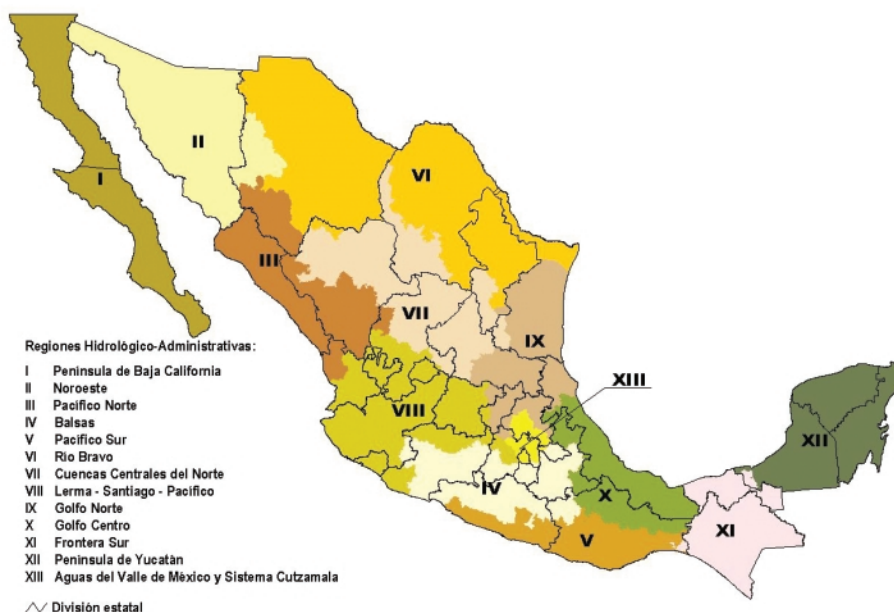 I
II
III
VI
VII
IX
XIII
VIII
IV
X
V
XI
XII
Regiones Hidrológico-Administrativas:
I Península de Baja California
II Noroeste
III Pacífico Norte
IV Balsas
V Pacífico Sur
VI Río Bravo
VII Cuencas Centrales del Norte
VIII Lerma - Santiago - Pacífico
IX Golfo Norte
X Golfo Centro
XI Frontera Sur
XII Península de Yucatàn
XIII Aguas del Valle de Mèxico y Sistema Cutzamala
División estatal